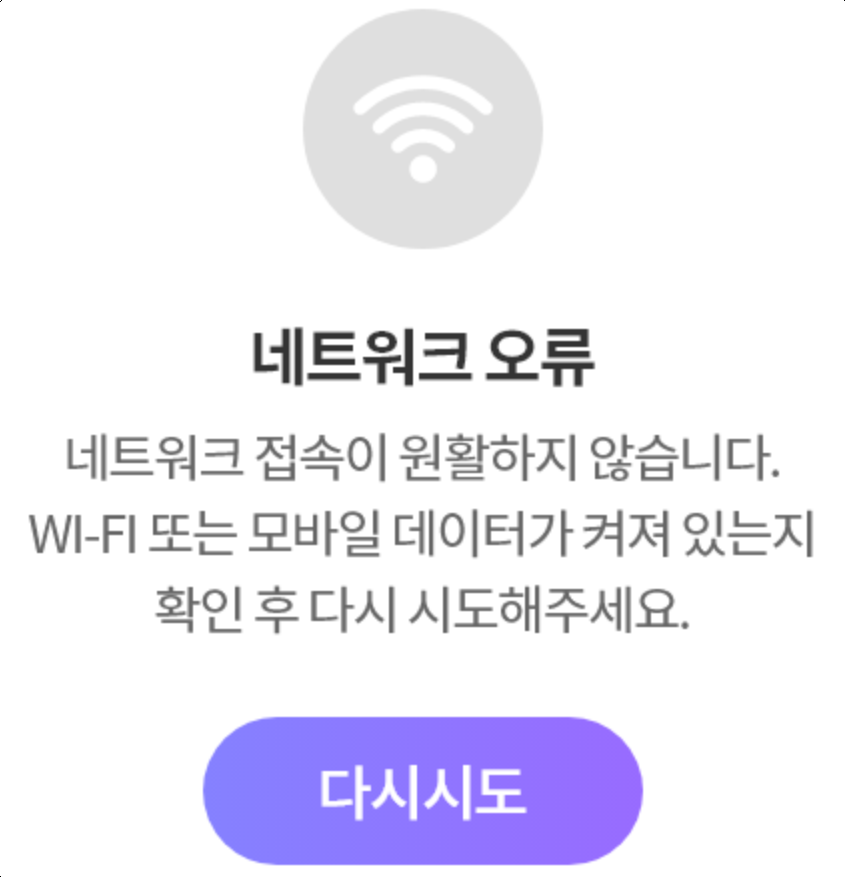 네트워크 오류
네트워크 접속이 원활하지 않습니다.
WI-FI 또는 모바일 데이터가 켜져 있는지
확인 후 다시 시도해주세요.
다시시도